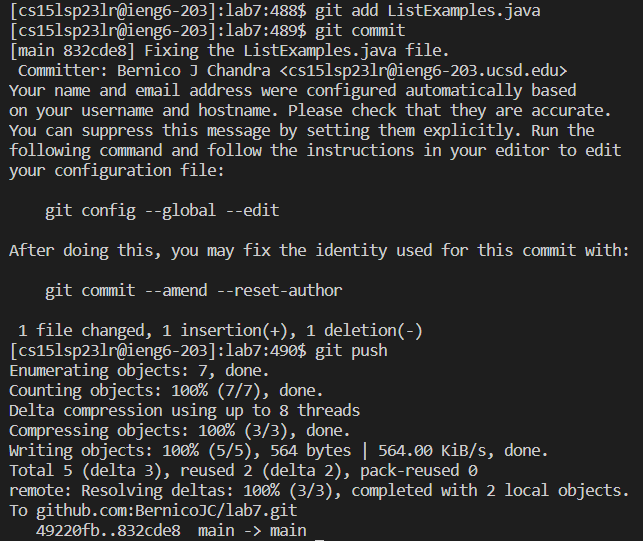 [cs15lsp23lr@ieng6-203]:lab7:488$ git add ListExamples.java
[cs15lsp23lr@ieng6-203]:lab7:489$ git commit
[main 832cde8] Fixing the ListExamples.java file.
 Committer: Bernico J Chandra <cs15lsp23lr@ieng6-203.ucsd.edu>
Your name and email address were configured automatically based
on your username and hostname. Please check that they are accurate.
You can suppress this message by setting them explicitly. Run the
following command and follow the instructions in your editor to edit
your configuration file:

    git config --global --edit

After doing this, you may fix the identity used for this commit with:

    git commit --amend --reset-author

 1 file changed, 1 insertion(+), 1 deletion(-)
[cs15lsp23lr@ieng6-203]:lab7:490$ git push
Enumerating objects: 7, done.
Counting objects: 100% (7/7), done.
Delta compression using up to 8 threads
Compressing objects: 100% (3/3), done.
Writing objects: 100% (5/5), 564 bytes | 564.00 KiB/s, done.
Total 5 (delta 3), reused 2 (delta 2), pack-reused 0
remote: Resolving deltas: 100% (3/3), completed with 2 local objects.
To github.com:BernicoJC/lab7.git
   49220fb..832cde8  main -> main